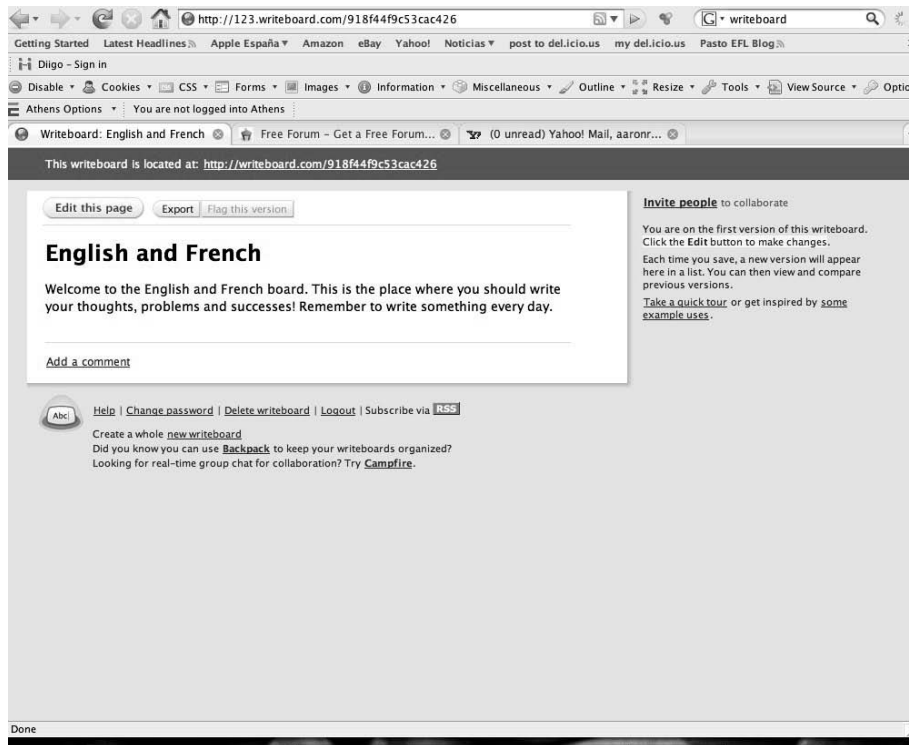 http://123.writeboard.com/918f44f9c53cac426 G writeboard
Getting Started Latest Headlines Apple España Amazon eBay Yahoo! Noticias post to del.icio.us my del.icio.us Pasto EFL Blog
Diigo - Sign in
Disable Cookies CSS Forms Images Information Miscellaneous Outline Resize Tools View Source Optio
Athens Options You are not logged into Athens
Writeboard: English and French Free Forum - Get a Free Forum... (0 unread) Yahoo! Mail, aaronr...
This writeboard is located at: http://writeboard.com/918f44f9c53cac426
Edit this page Export Flag this version
English and French
Welcome to the English and French board. This is the place where you should write
your thoughts, problems and successes! Remember to write something every day.
Add a comment
Invite people to collaborate
You are on the first version of this writeboard.
Click the Edit button to make changes.
Each time you save, a new version will appear
here in a list. You can then view and compare
previous versions.
Take a quick tour or get inspired by some
example uses.
Abc
Help | Change password | Delete writeboard | Logout | Subscribe via RSS
Create a whole new writeboard
Did you know you can use Backpack to keep your writeboards organized?
Looking for real-time group chat for collaboration? Try Campfire.
Done